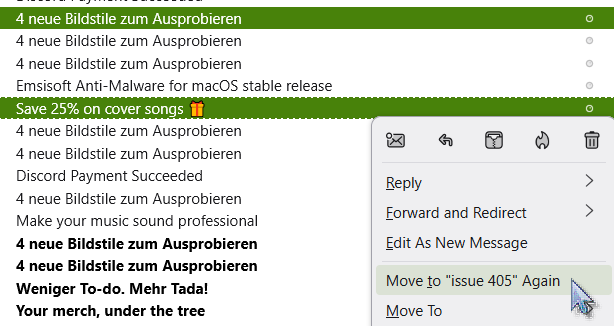 4 neue Bildstile zum Ausprobieren
4 neue Bildstile zum Ausprobieren
4 neue Bildstile zum Ausprobieren
Emsisoft Anti-Malware for macOS stable release
Save 25% on cover songs 🎁
4 neue Bildstile zum Ausprobieren
4 neue Bildstile zum Ausprobieren
Discord Payment Succeeded
4 neue Bildstile zum Ausprobieren
Make your music sound professional
4 neue Bildstile zum Ausprobieren
4 neue Bildstile zum Ausprobieren
Weniger To-do. Mehr Tada!
Your merch, under the tree
Reply
Forward and Redirect
Edit As New Message
Move to "issue 405" Again
Move To